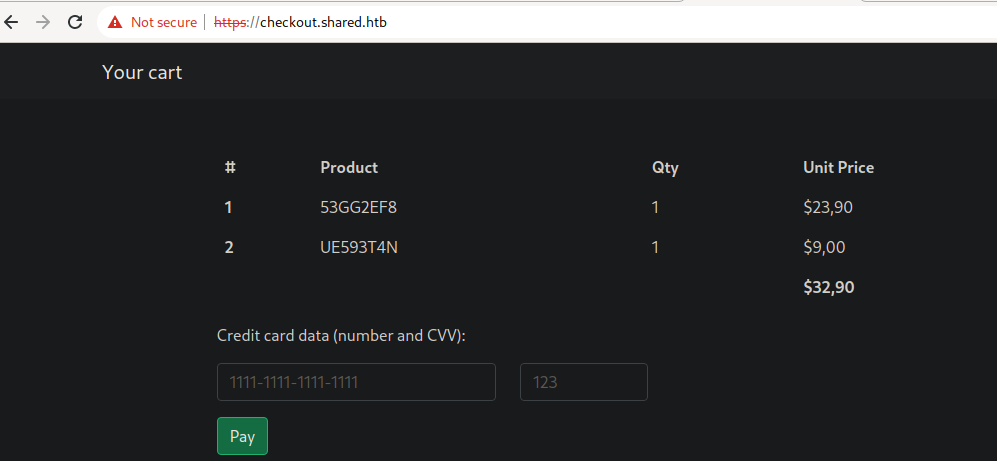 Not secure https://checkout.shared.htb
Your cart
# Product Qty Unit Price
1 53GG2EF8 1 $23,90
2 UE593T4N 1 $9,00
$32,90
Credit card data (number and CVV):
1111-1111-1111-1111 123
Pay